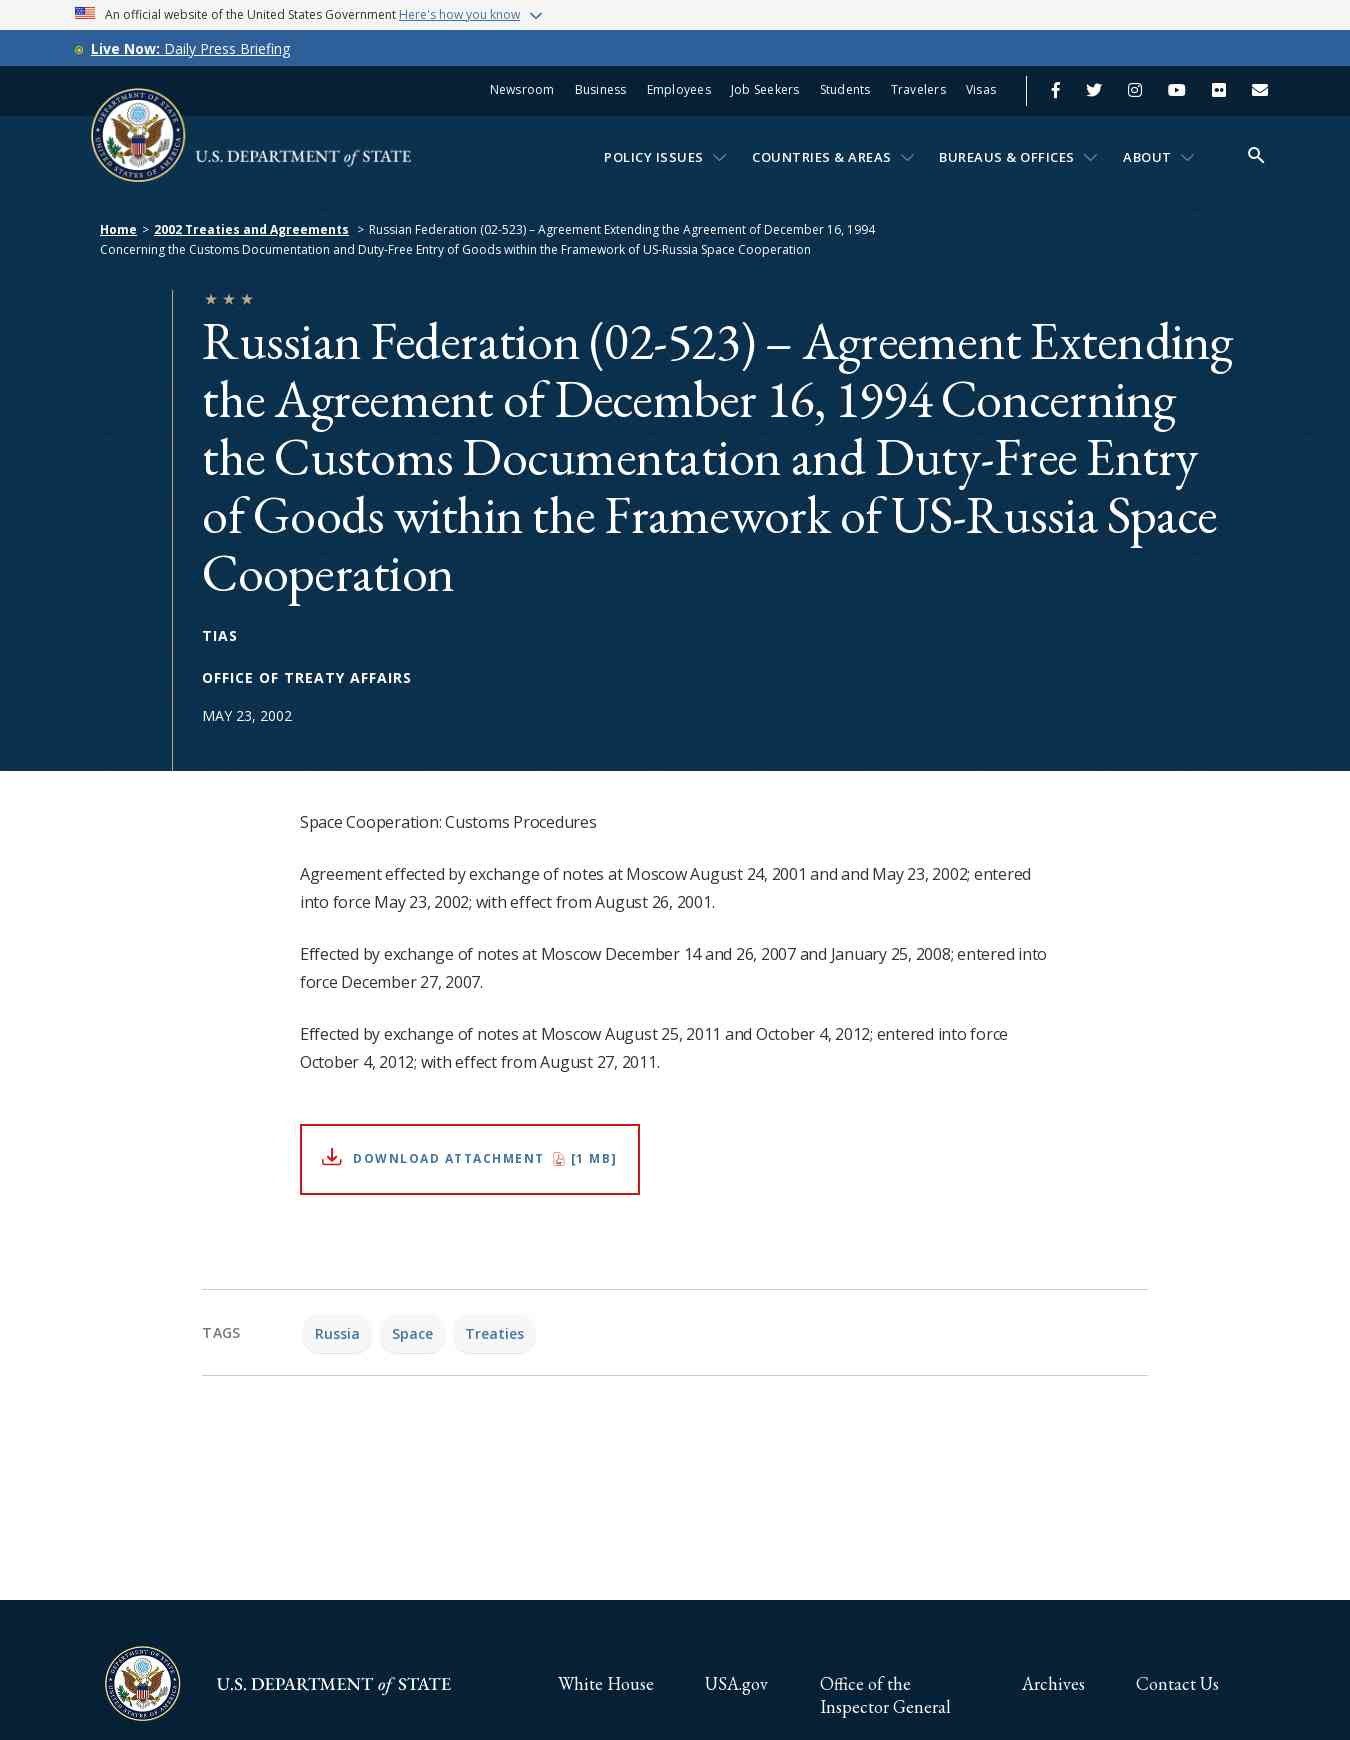 An official website of the United States Government Here's how you know
Live Now: Daily Press Briefing
Newsroom Business Employees Job Seekers Students Travelers Visas
U.S. DEPARTMENT of STATE
POLICY ISSUES COUNTRIES & AREAS BUREAUS & OFFICES ABOUT
Home > 2002 Treaties and Agreements > Russian Federation (02-523) – Agreement Extending the Agreement of December 16, 1994
Concerning the Customs Documentation and Duty-Free Entry of Goods within the Framework of US-Russia Space Cooperation
Russian Federation (02-523) – Agreement Extending
the Agreement of December 16, 1994 Concerning
the Customs Documentation and Duty-Free Entry
of Goods within the Framework of US-Russia Space
Cooperation
TIAS
OFFICE OF TREATY AFFAIRS
MAY 23, 2002
Space Cooperation: Customs Procedures
Agreement effected by exchange of notes at Moscow August 24, 2001 and and May 23, 2002; entered
into force May 23, 2002; with effect from August 26, 2001.
Effected by exchange of notes at Moscow December 14 and 26, 2007 and January 25, 2008; entered into
force December 27, 2007.
Effected by exchange of notes at Moscow August 25, 2011 and October 4, 2012; entered into force
October 4, 2012; with effect from August 27, 2011.
DOWNLOAD ATTACHMENT [1 MB]
TAGS Russia Space Treaties
U.S. DEPARTMENT of STATE
White House USA.gov Office of the Archives Contact Us
Inspector General